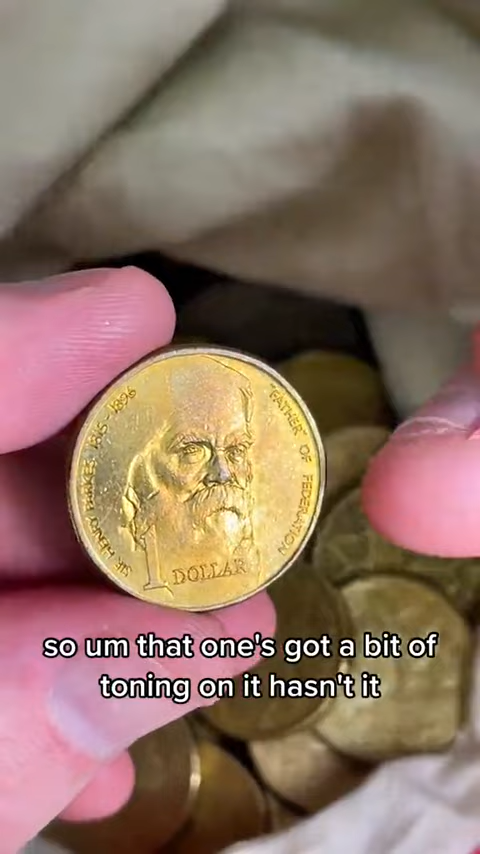 SIR HENRY PARKES 1815 - 1896
"FATHER" OF FEDERATION
1 DOLLAR
so um that one's got a bit of
toning on it hasn't it